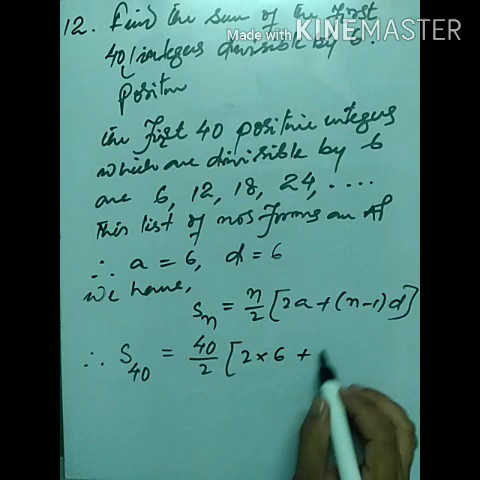 12. Find the sum of the First
Made with KINEMASTER
40 integers divisible by 6.
Positive
the First 40 positive integers
which are divisible by 6
are 6, 12, 18, 24, ....
This list of nos Forms an AP
∴ a = 6, d = 6
we have,
Sn = n/2 [2a + (n-1)d]
∴ S40 = 40/2 [2 × 6 +